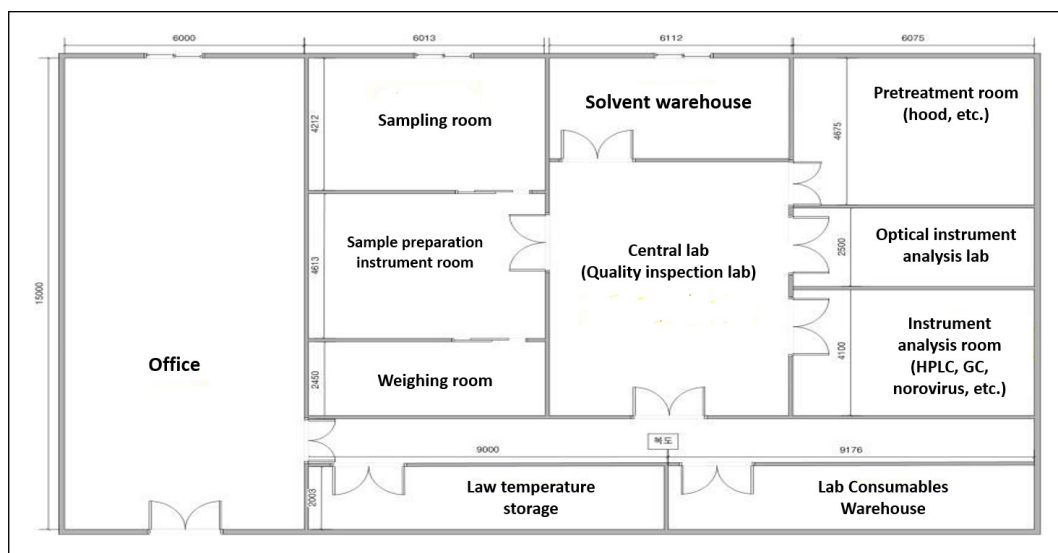 6000
6013
6112
6075
15000
Office
4212
Sampling room
4613
Sample preparation
instrument room
2450
Weighing room
Solvent warehouse
Central lab
(Quality inspection lab)
4675
Pretreatment room
(hood, etc.)
2500
Optical instrument
analysis lab
4100
Instrument
analysis room
(HPLC, GC,
norovirus, etc.)
복도
9000
9176
2003
Law temperature
storage
Lab Consumables
Warehouse